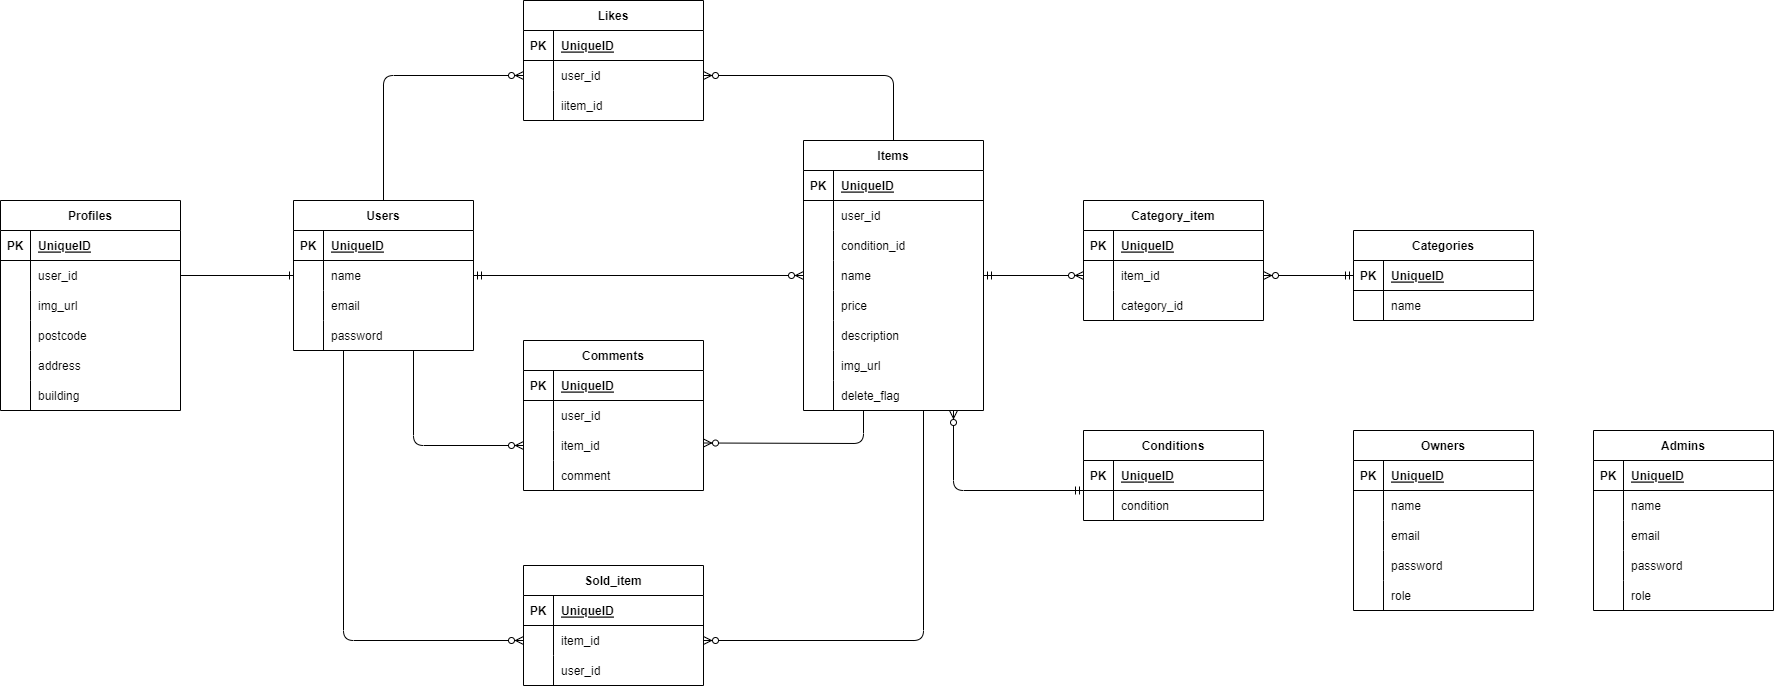 Likes
PK UniqueID
user_id
iitem_id
Items
PK UniqueID
user_id
condition_id
name
price
description
img_url
delete_flag
Profiles
PK UniqueID
user_id
img_url
postcode
address
building
Users
PK UniqueID
name
email
password
Category_item
PK UniqueID
item_id
category_id
Categories
PK UniqueID
name
Comments
PK UniqueID
user_id
item_id
comment
Conditions
PK UniqueID
condition
Owners
PK UniqueID
name
email
password
role
Admins
PK UniqueID
name
email
password
role
Sold_item
PK UniqueID
item_id
user_id